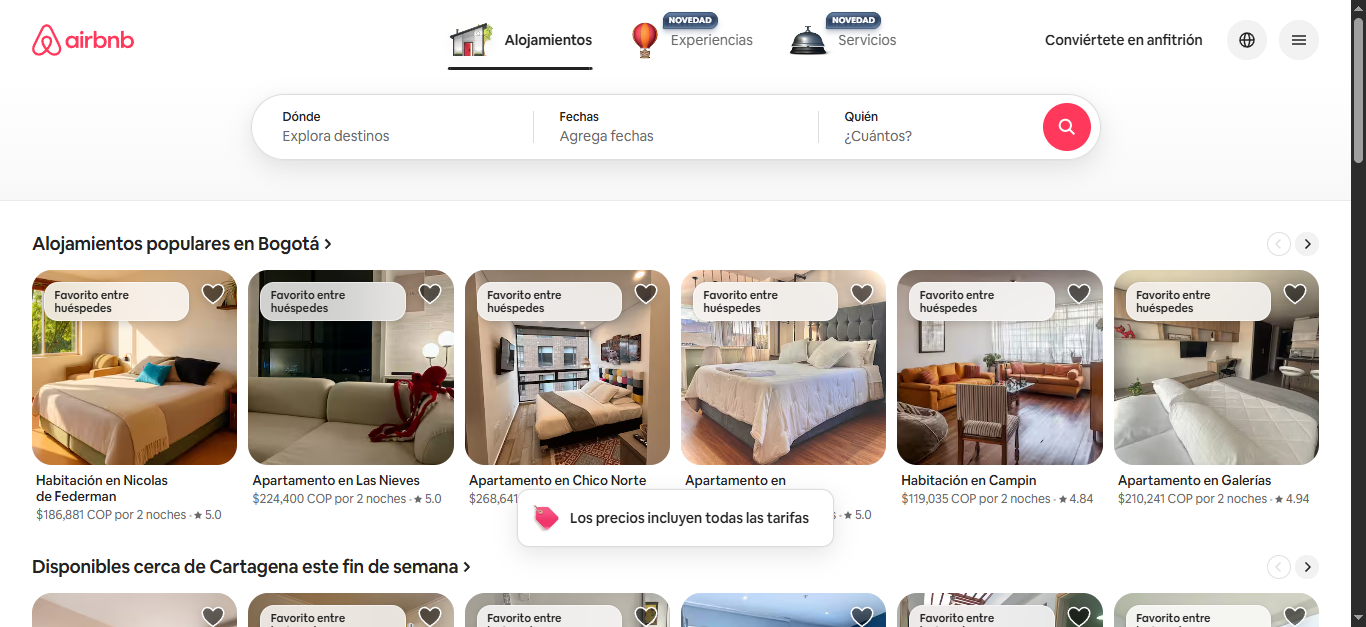 airbnb
Alojamientos
NOVEDAD
Experiencias
NOVEDAD
Servicios
Conviértete en anfitrión
Dónde
Explora destinos
Fechas
Agrega fechas
Quién
¿Cuántos?
Alojamientos populares en Bogotá
Favorito entre
huéspedes
Favorito entre
huéspedes
Favorito entre
huéspedes
Favorito entre
huéspedes
Favorito entre
huéspedes
Favorito entre
huéspedes
Habitación en Nicolas
de Federman
$186,881 COP por 2 noches · ★ 5.0
Apartamento en Las Nieves
$224,400 COP por 2 noches · ★ 5.0
Apartamento en Chico Norte
$268,641
Apartamento en
· ★ 5.0
Habitación en Campin
$119,035 COP por 2 noches · ★ 4.84
Apartamento en Galerías
$210,241 COP por 2 noches · ★ 4.94
Los precios incluyen todas las tarifas
Disponibles cerca de Cartagena este fin de semana
Favorito entre
Favorito entre
Favorito entre
Favorito entre